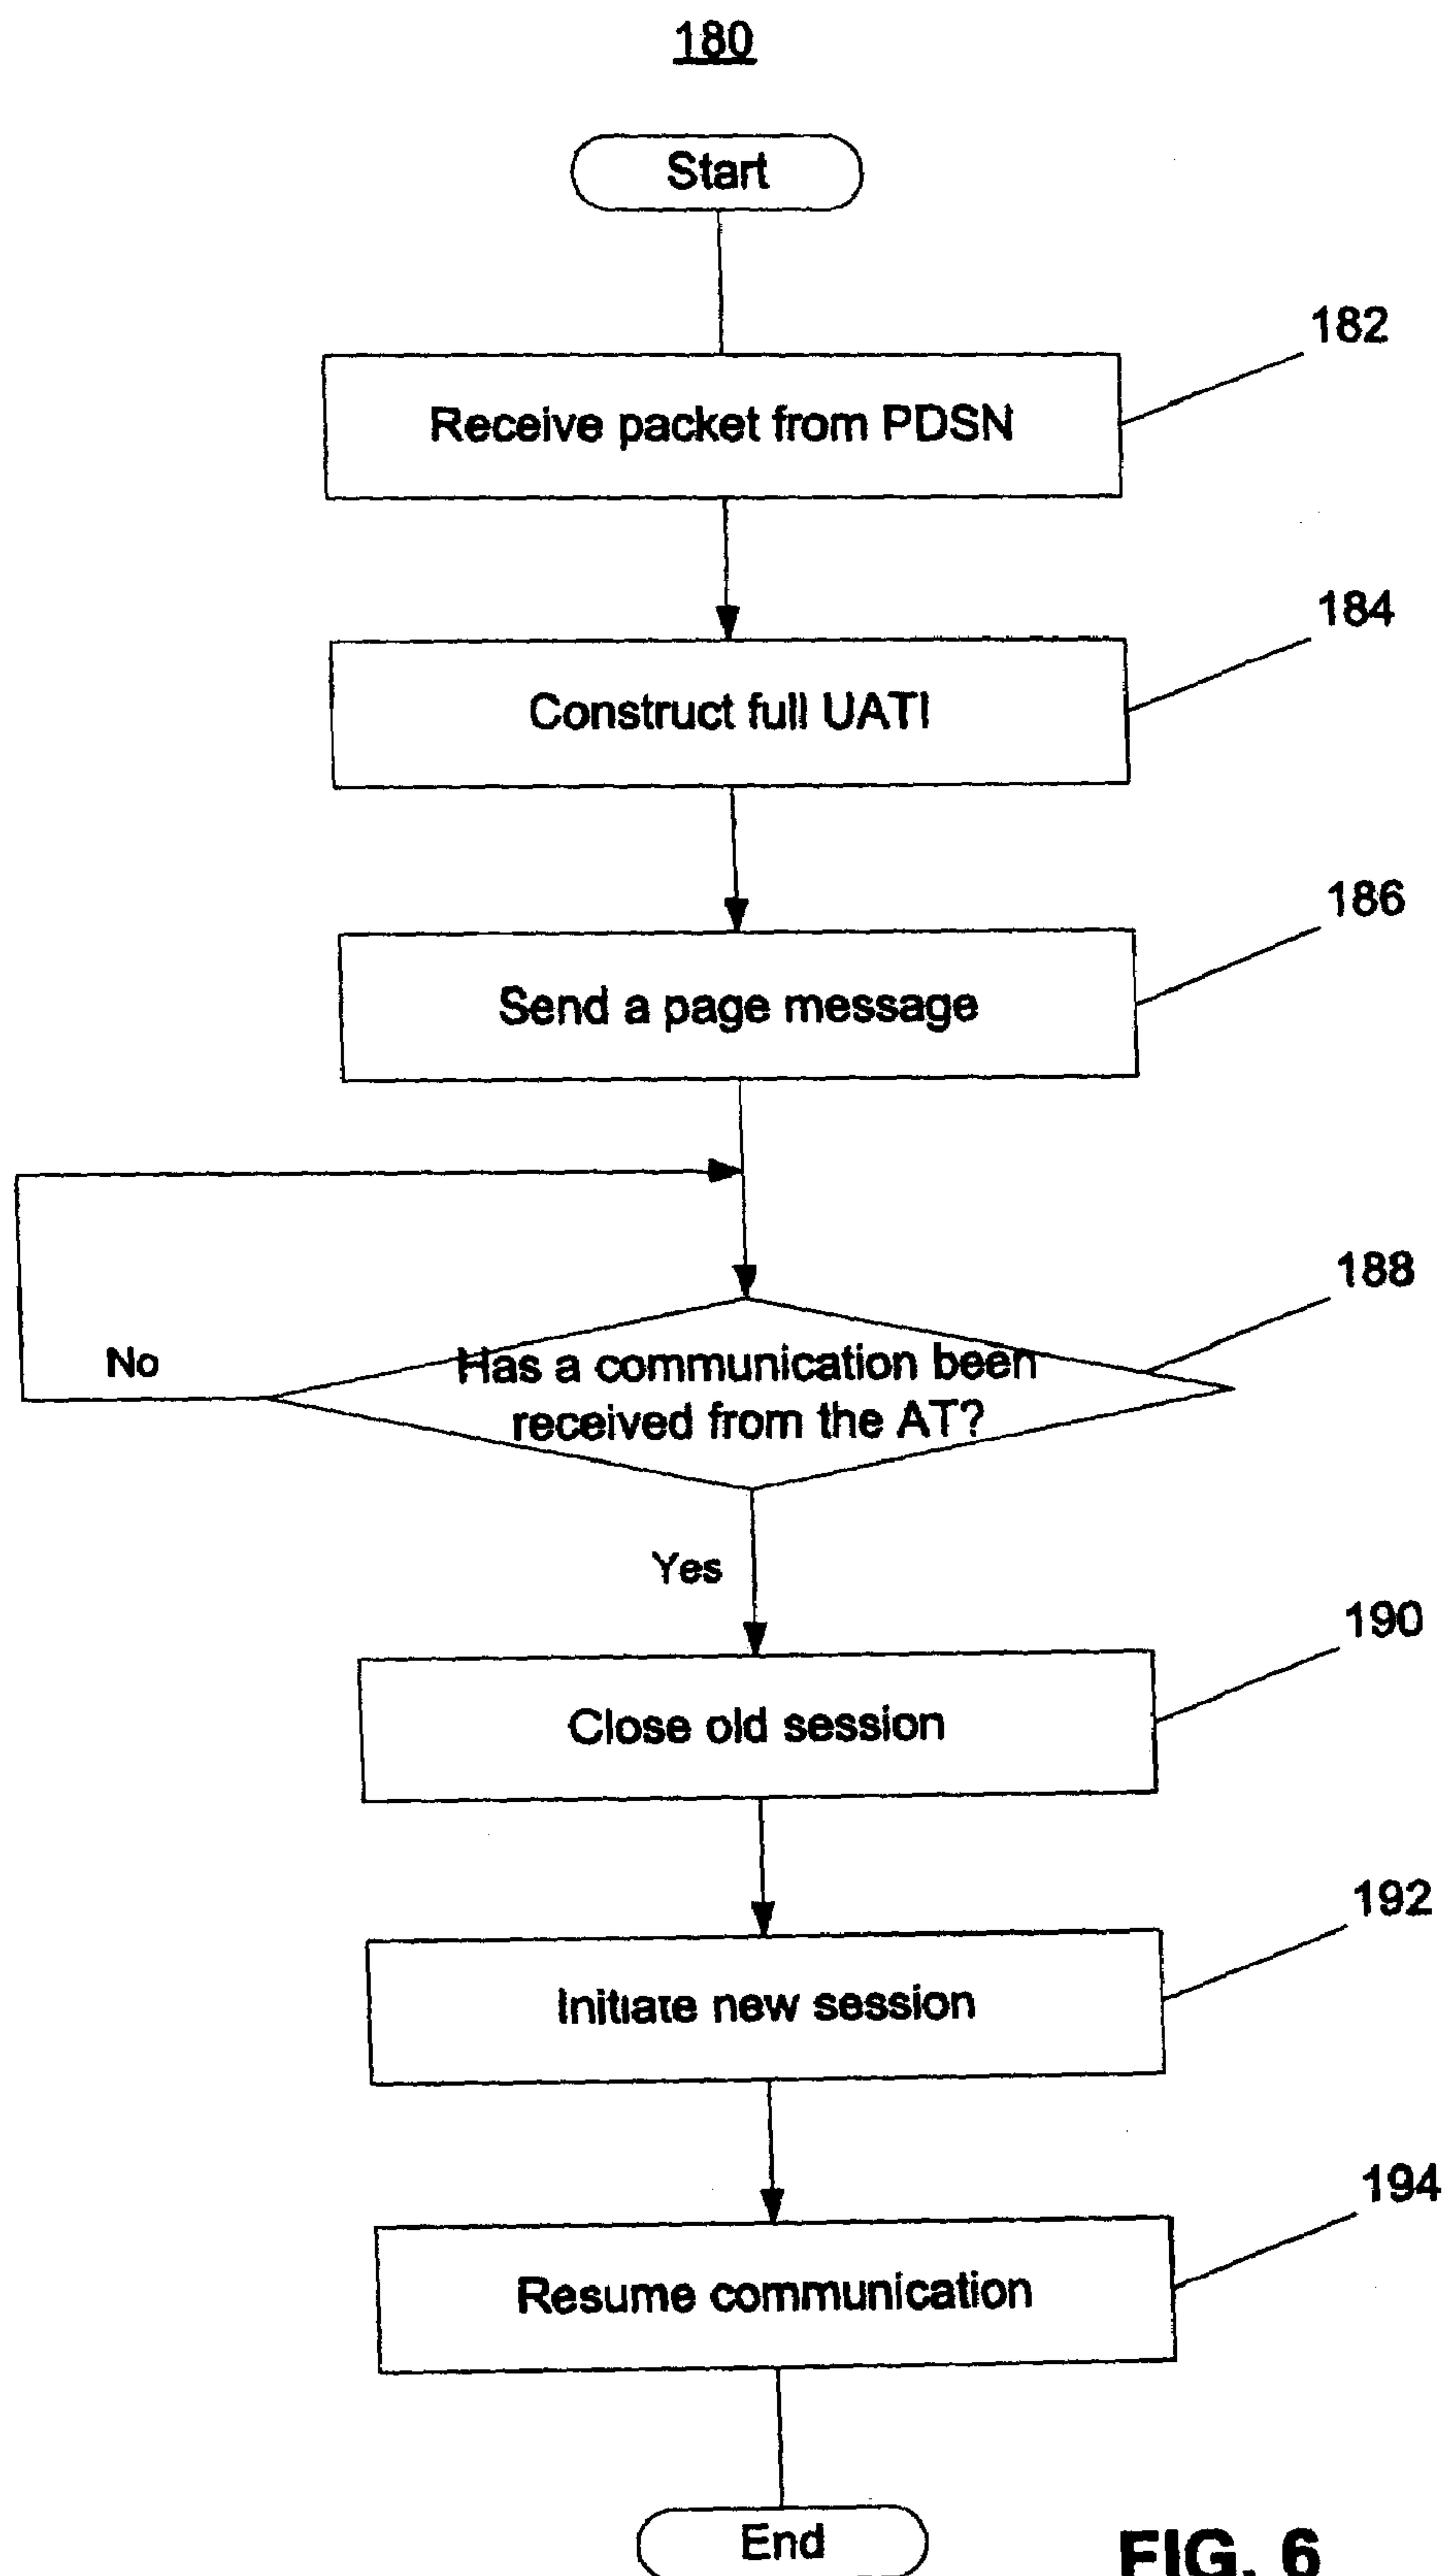 180
Start
182
Receive packet from PDSN
184
Construct full UATI
186
Send a page message
188
No
Has a communication been
received from the AT?
Yes
190
Close old session
192
Initiate new session
194
Resume communication
End
FIG. 6